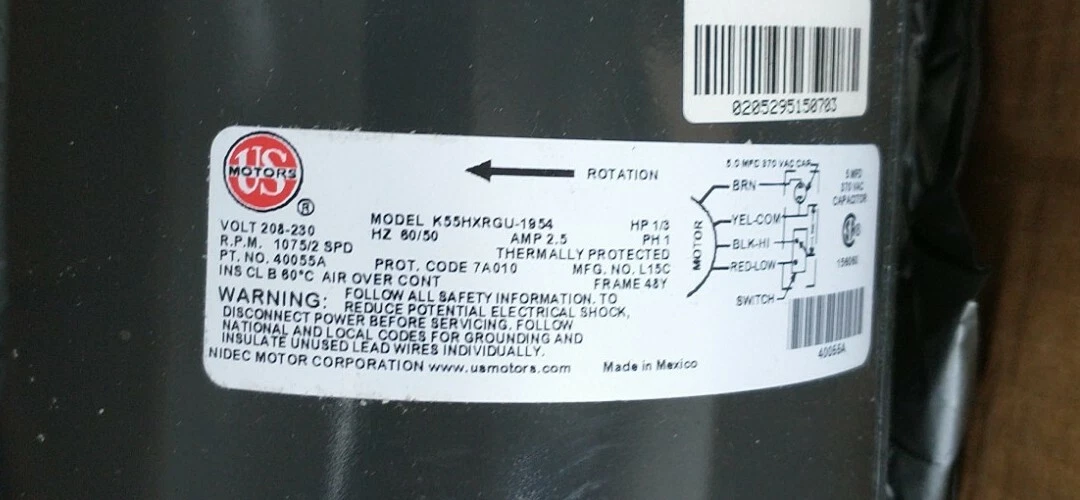 0205295150703
US
MOTORS
®
ROTATION
VOLT 208-230
R.P.M. 1075/2 SPD
PT. NO. 40055A
INS CL B 60°C AIR OVER CONT
MODEL K55HXRGU-1954
HZ 60/50
AMP 2.5
HP 1/3
PH 1
THERMALLY PROTECTED
PROT. CODE 7A010
MFG. NO. L15C
FRAME 48Y
WARNING: FOLLOW ALL SAFETY INFORMATION. TO
REDUCE POTENTIAL ELECTRICAL SHOCK,
DISCONNECT POWER BEFORE SERVICING. FOLLOW
NATIONAL AND LOCAL CODES FOR GROUNDING AND
INSULATE UNUSED LEAD WIRES INDIVIDUALLY.
NIDEC MOTOR CORPORATION www.usmotors.com
Made in Mexico
5.0 MFC 370 VAC CAP.
BRN
YEL-COM
BLK-HI
RED-LOW
SWITCH
MOTOR
5 MFD
370 VAC
CAPACITOR
40055A